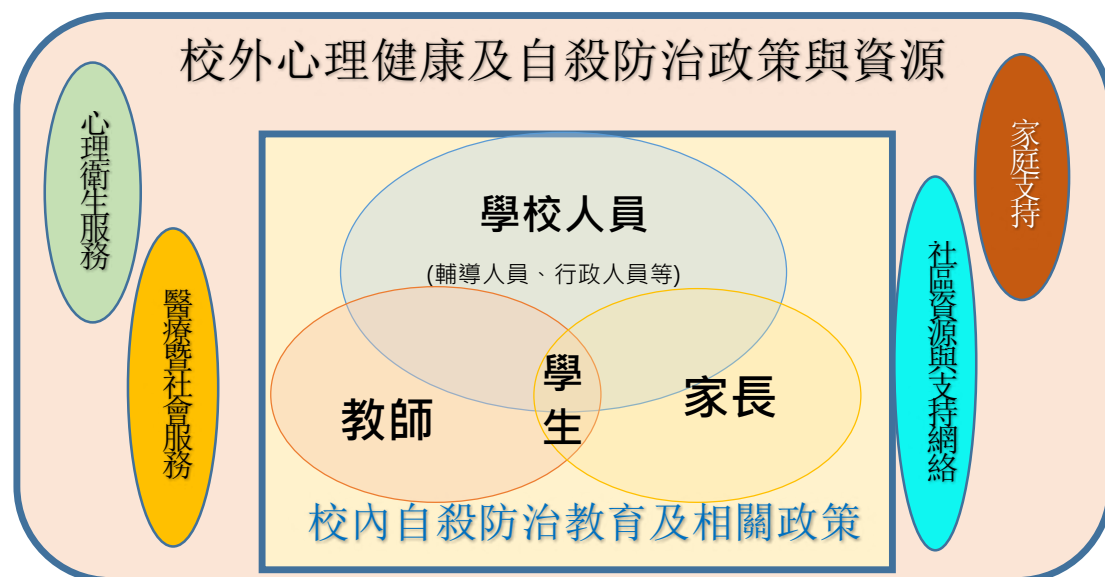 校外心理健康及自殺防治政策與資源
心理衛生服務
醫療暨社會服務
學校人員
(輔導人員、行政人員等)
教師
學生
家長
校內自殺防治教育及相關政策
社區資源與支持網絡
家庭支持